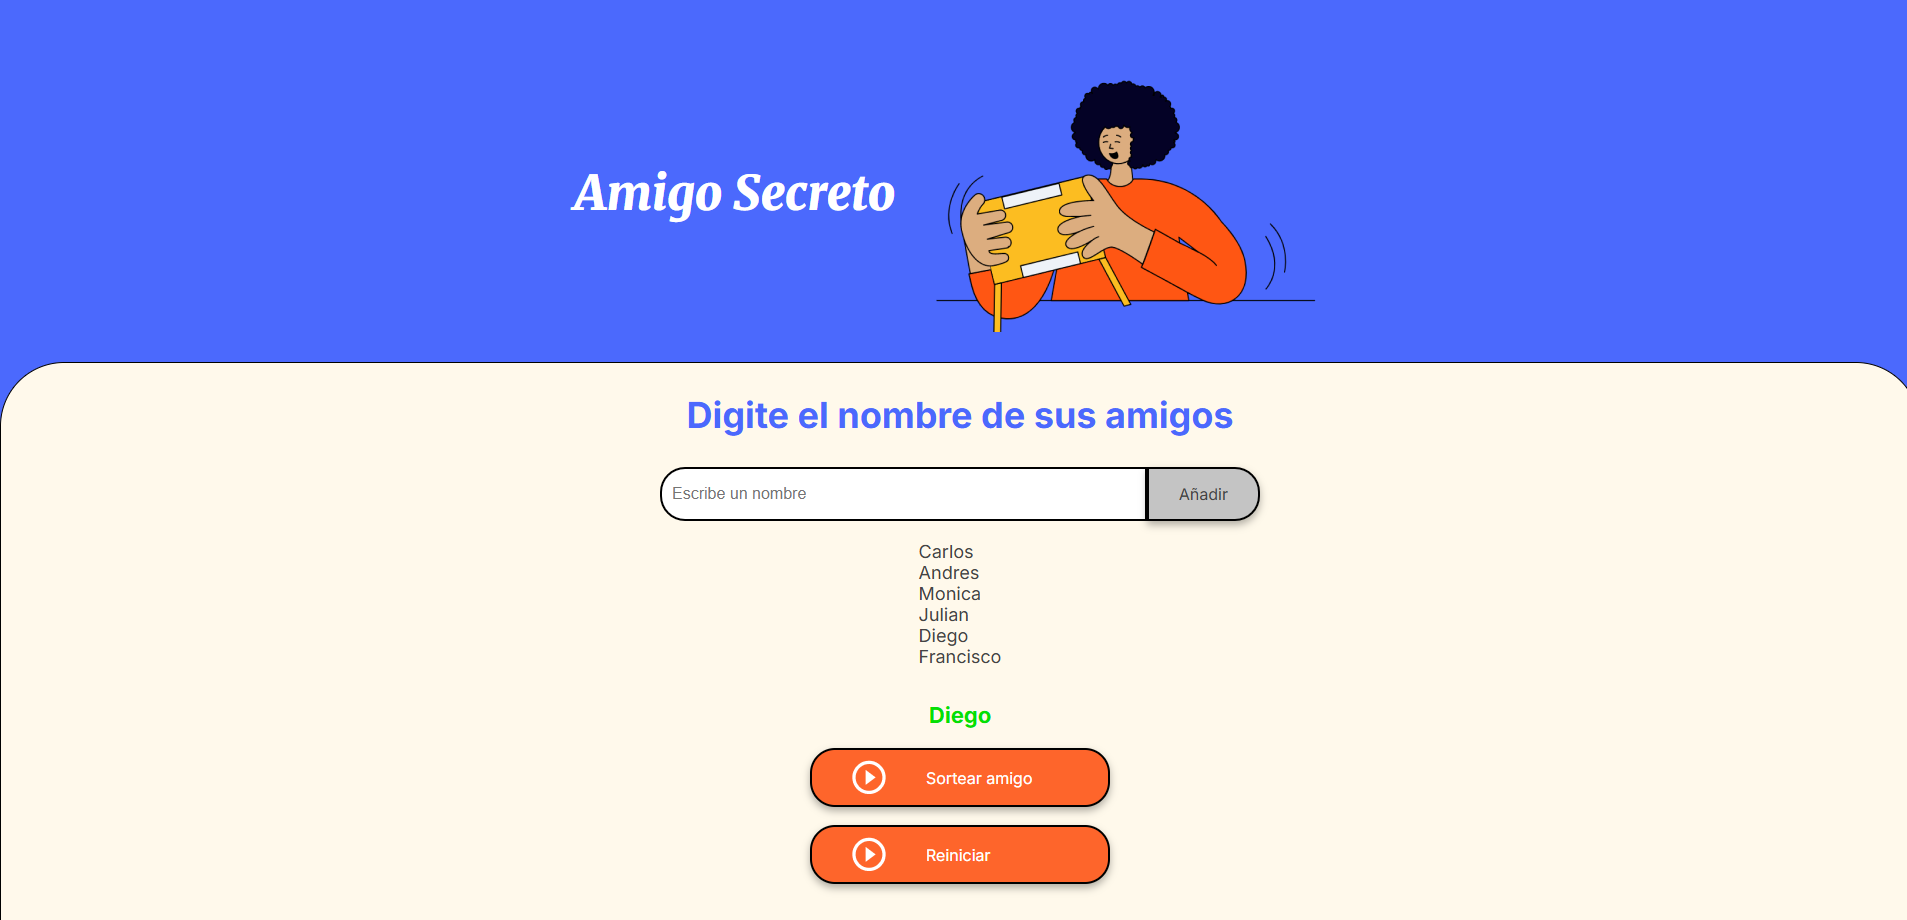 Amigo Secreto
Digite el nombre de sus amigos
Escribe un nombre
Añadir
Carlos
Andres
Monica
Julian
Diego
Francisco
Diego
Sortear amigo
Reiniciar